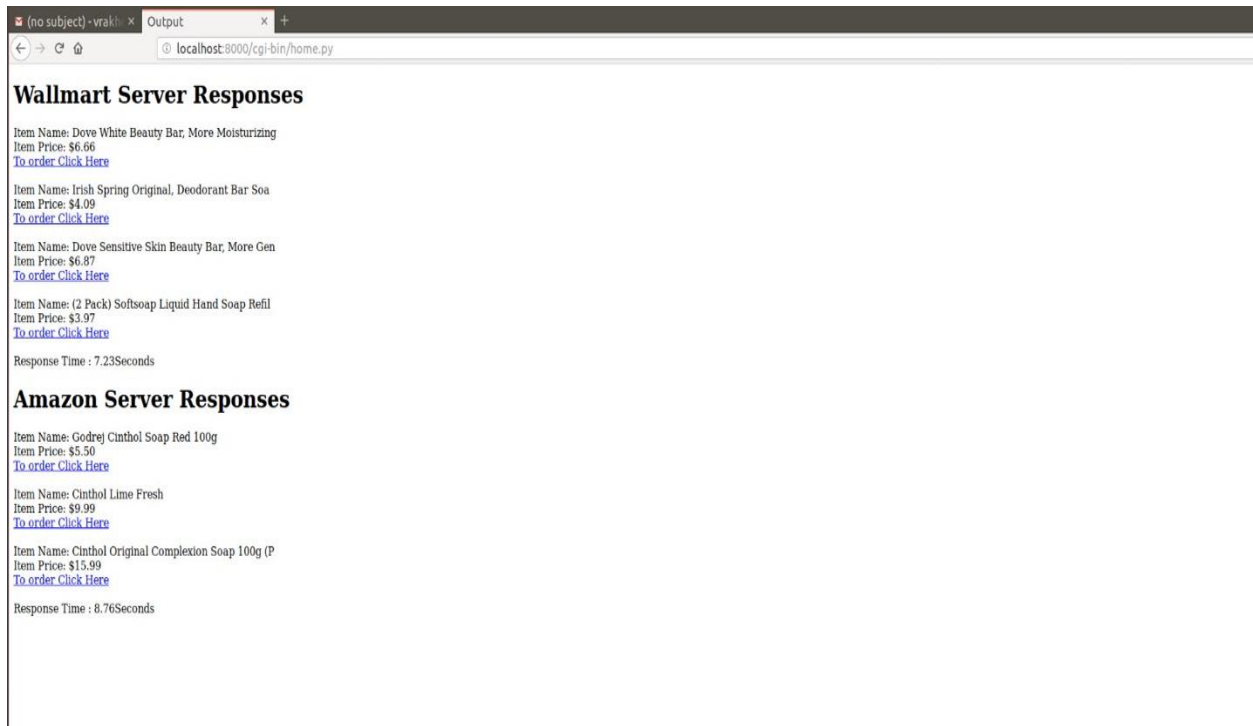 (no subject) - vrakh
Output
localhost:8000/cgi-bin/home.py
Wallmart Server Responses
Item Name: Dove White Beauty Bar, More Moisturizing
Item Price: $6.66
To order Click Here
Item Name: Irish Spring Original, Deodorant Bar Soa
Item Price: $4.09
To order Click Here
Item Name: Dove Sensitive Skin Beauty Bar, More Gen
Item Price: $6.87
To order Click Here
Item Name: (2 Pack) Softsoap Liquid Hand Soap Refil
Item Price: $3.97
To order Click Here
Response Time : 7.23Seconds
Amazon Server Responses
Item Name: Godrej Cinthol Soap Red 100g
Item Price: $5.50
To order Click Here
Item Name: Cinthol Lime Fresh
Item Price: $9.99
To order Click Here
Item Name: Cinthol Original Complexion Soap 100g (P
Item Price: $15.99
To order Click Here
Response Time : 8.76Seconds